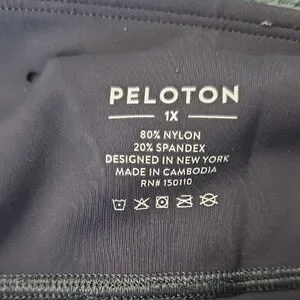 PELOTON
1X
80% NYLON
20% SPANDEX
DESIGNED IN NEW YORK
MADE IN CAMBODIA
RN# 150110